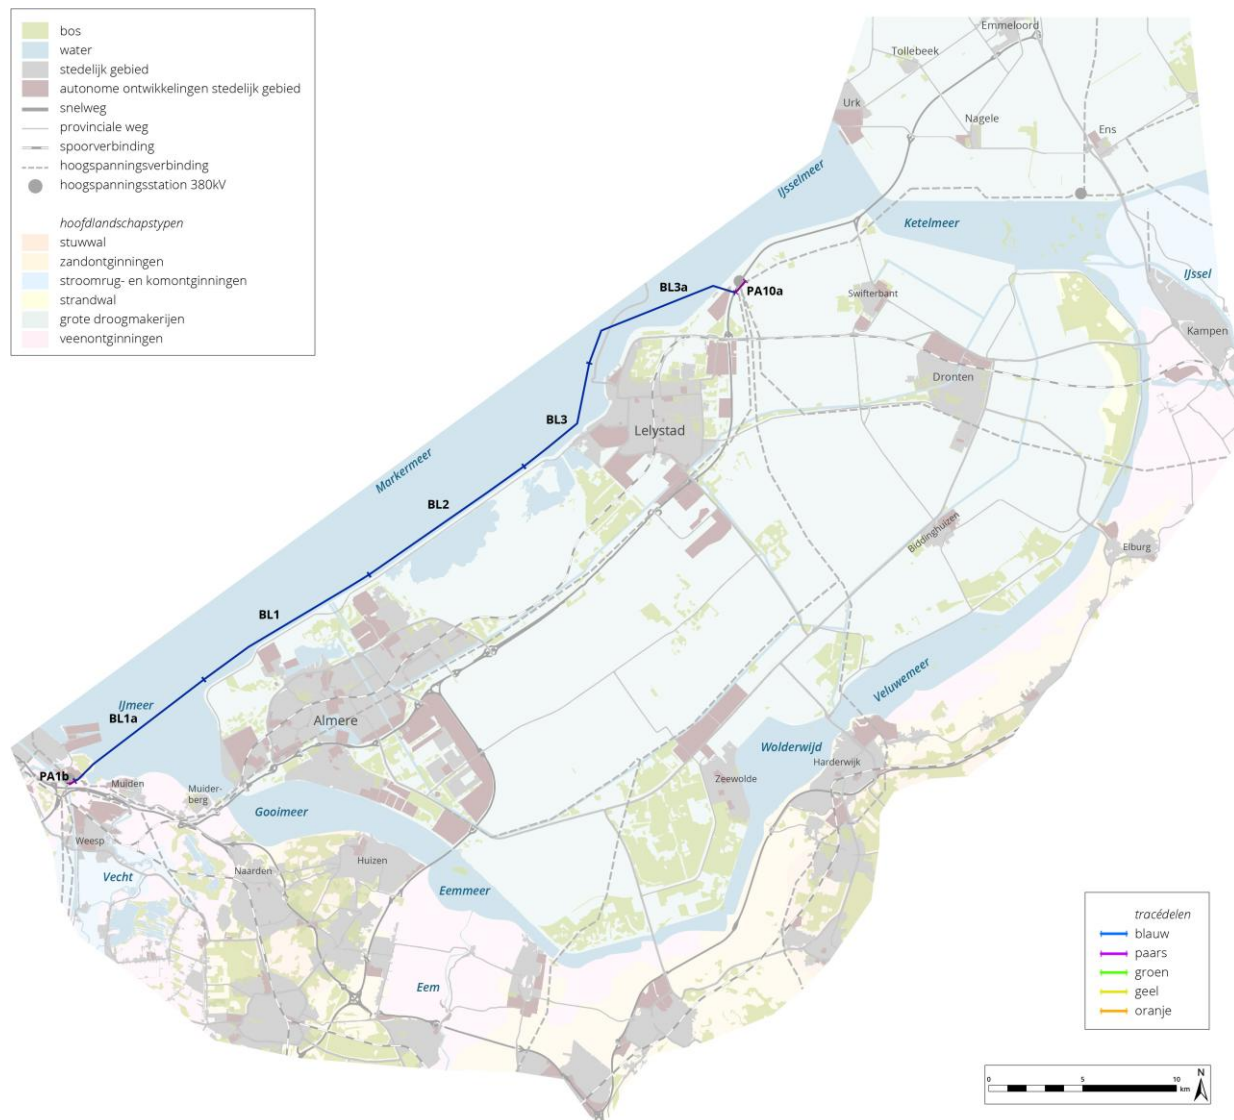 bos
water
stedelijk gebied
autonome ontwikkelingen stedelijk gebied
snelweg
provinciale weg
spoorverbinding
hoogspanningsverbinding
hoogspanningsstation 380kV
hoofdlandschapstypen
stuwwal
zandontginningen
stroomrug- en komontginningen
strandwal
grote droogmakerijen
veenontginningen
Emmeloord
Tollebeek
Urk
Nagele
Ens
IJsselmeer
Ketelmeer
IJssel
BL3a
PA10a
Swifterbant
Kampen
Dronten
BL3
Lelystad
Markermeer
BL2
Biddinghuizen
Elburg
BL1
Veluwemeer
IJmeer
BL1a
Almere
Wolderwijd
Harderwijk
Zeewolde
PA1b
Muiden
Muider-
berg
Gooimeer
Weesp
Huizen
Naarden
Vecht
Eemmeer
Eem
tracédelen
blauw
paars
groen
geel
oranje
0 5 10
km
N